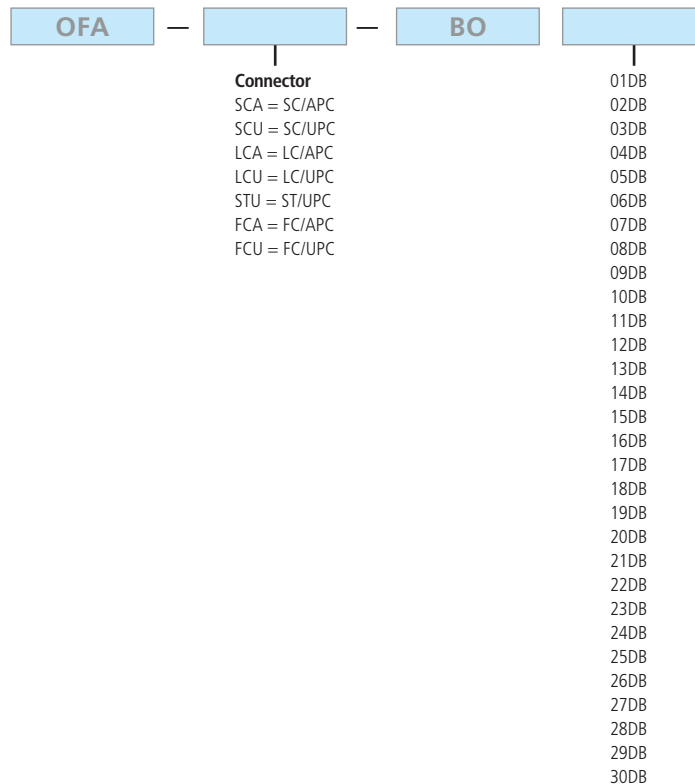 OFA — — BO
Connector
SCA = SC/APC
SCU = SC/UPC
LCA = LC/APC
LCU = LC/UPC
STU = ST/UPC
FCA = FC/APC
FCU = FC/UPC
01DB
02DB
03DB
04DB
05DB
06DB
07DB
08DB
09DB
10DB
11DB
12DB
13DB
14DB
15DB
16DB
17DB
18DB
19DB
20DB
21DB
22DB
23DB
24DB
25DB
26DB
27DB
28DB
29DB
30DB